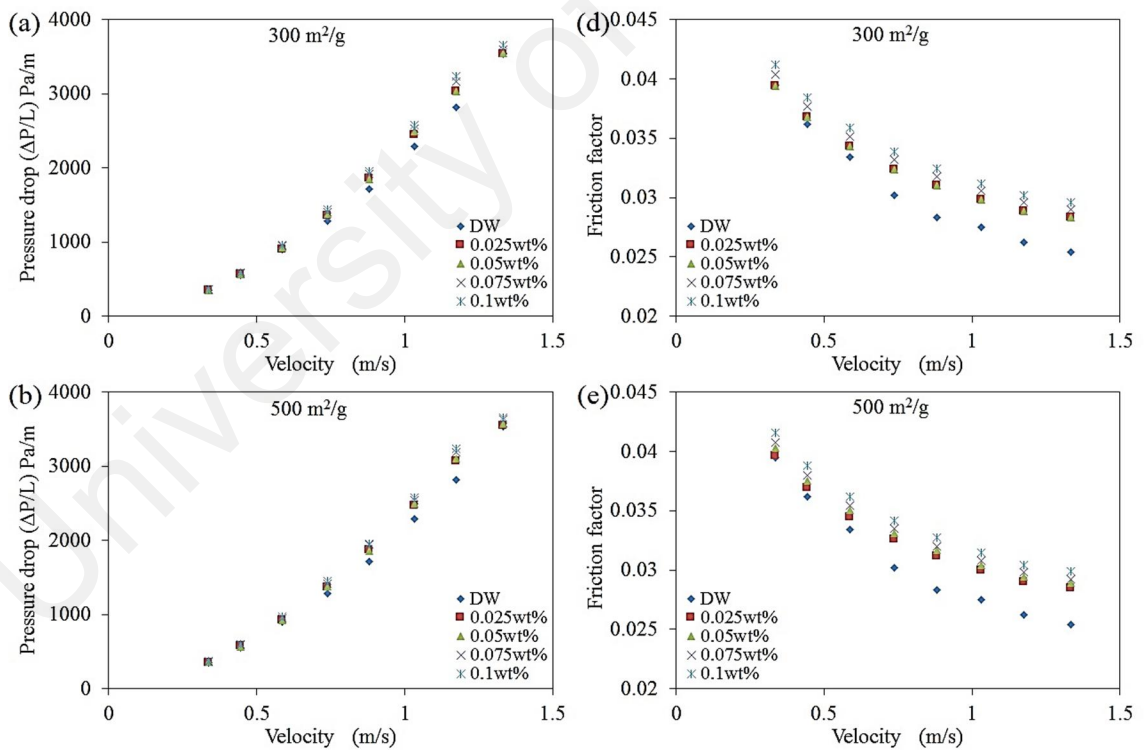 (a)
4000
3000
2000
1000
0
Pressure drop (ΔP/L) Pa/m
300 m²/g
DW
0.025wt%
0.05wt%
0.075wt%
0.1wt%
0
0.5
1
1.5
Velocity (m/s)
(d)
0.045
0.04
0.035
0.03
0.025
0.02
Friction factor
300 m²/g
DW
0.025wt%
0.05wt%
0.075wt%
0.1wt%
0
0.5
1
1.5
Velocity (m/s)
(b)
4000
3000
2000
1000
0
Pressure drop (ΔP/L) Pa/m
500 m²/g
DW
0.025wt%
0.05wt%
0.075wt%
0.1wt%
0
0.5
1
1.5
Velocity (m/s)
(e)
0.045
0.04
0.035
0.03
0.025
0.02
Friction factor
500 m²/g
DW
0.025wt%
0.05wt%
0.075wt%
0.1wt%
0
0.5
1
1.5
Velocity (m/s)
University of